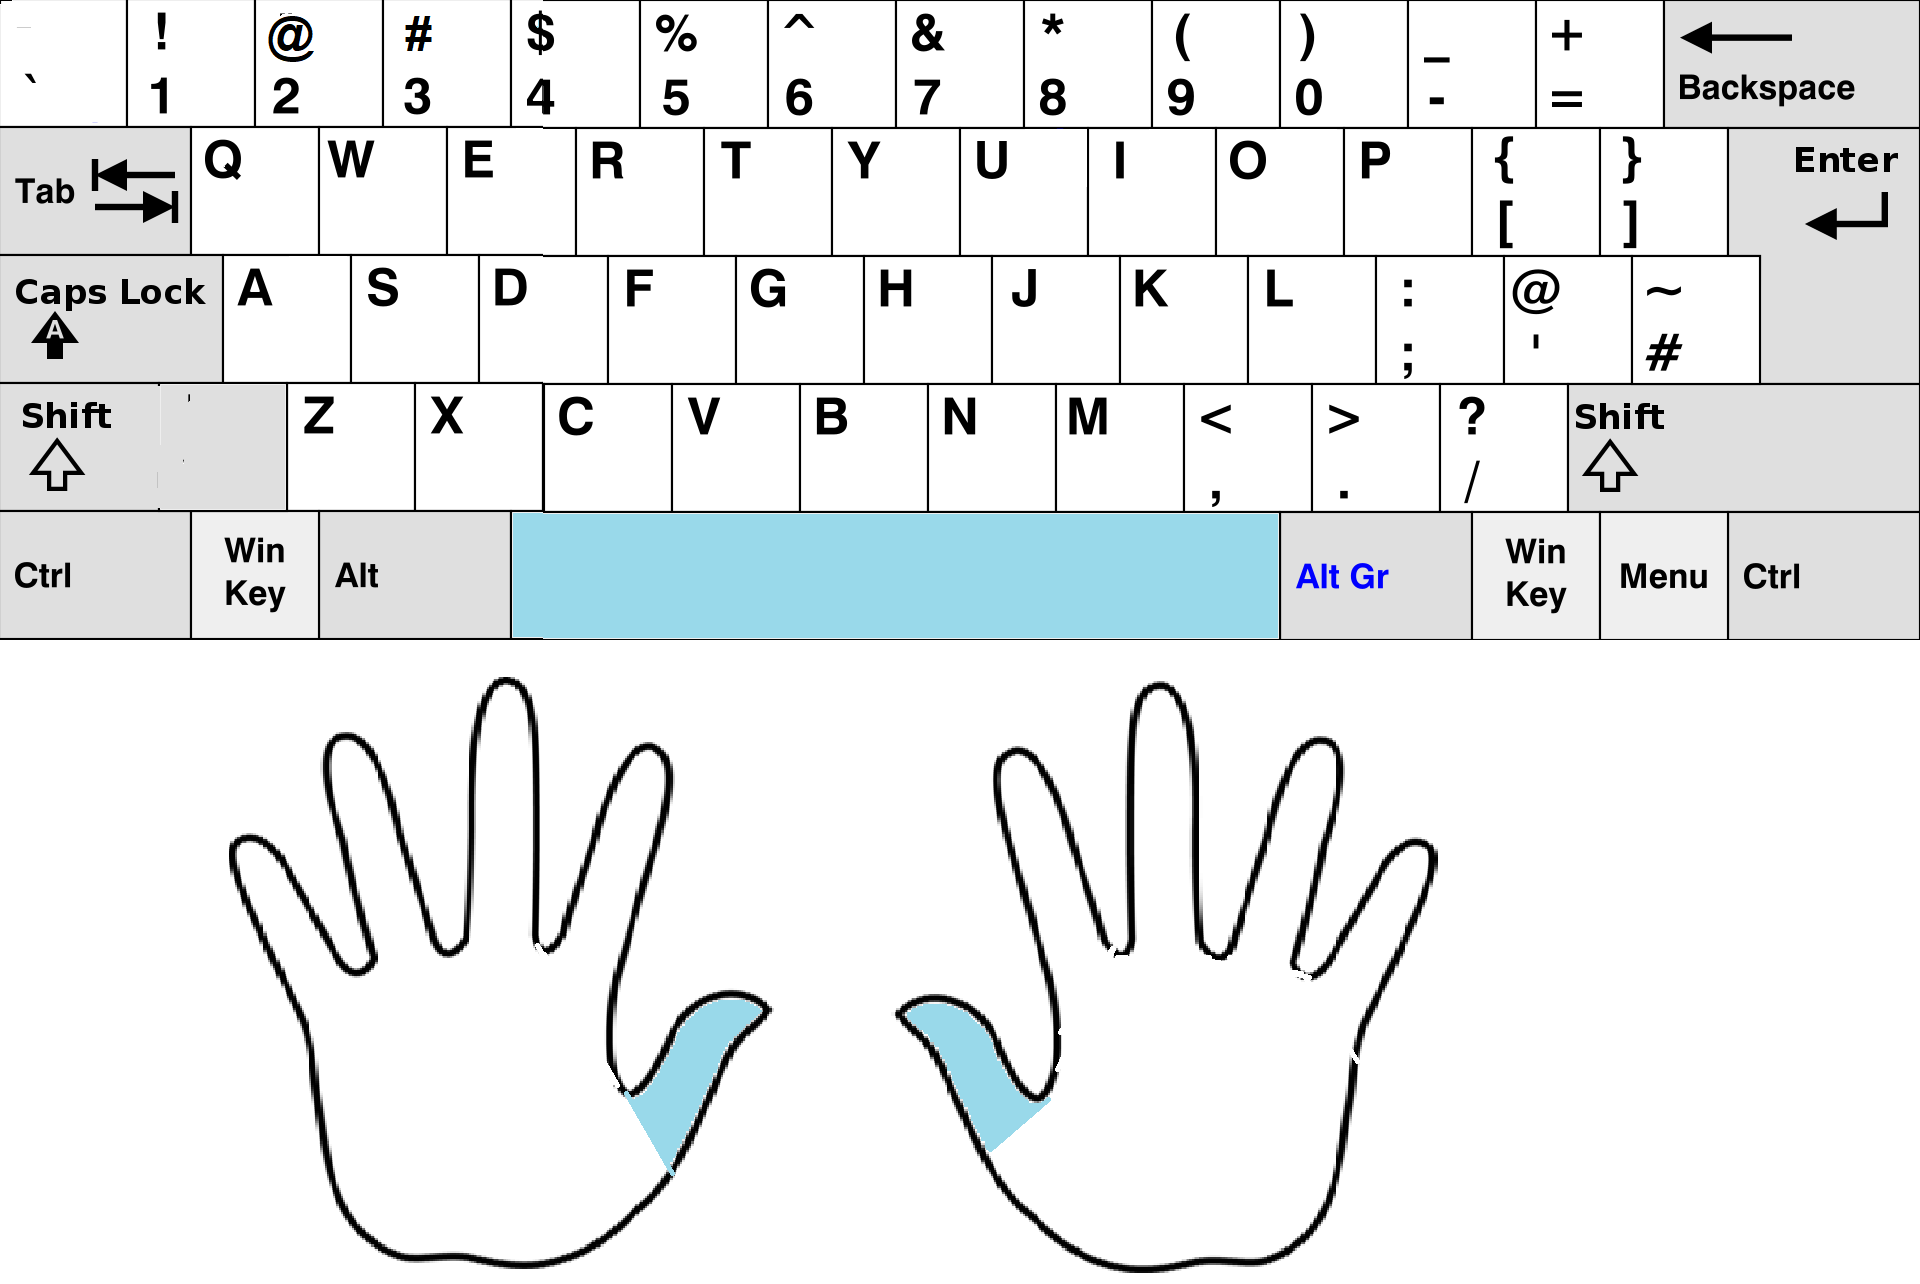 ! @ # $ % ^ & * ( ) _ +
` 1 2 3 4 5 6 7 8 9 0 - = Backspace
Tab Q W E R T Y U I O P { } Enter
[ ]
Caps Lock A S D F G H J K L : @ ~
A ; ' #
Shift Z X C V B N M < > ? Shift
, . /
Ctrl Win Key Alt Alt Gr Win Key Menu Ctrl